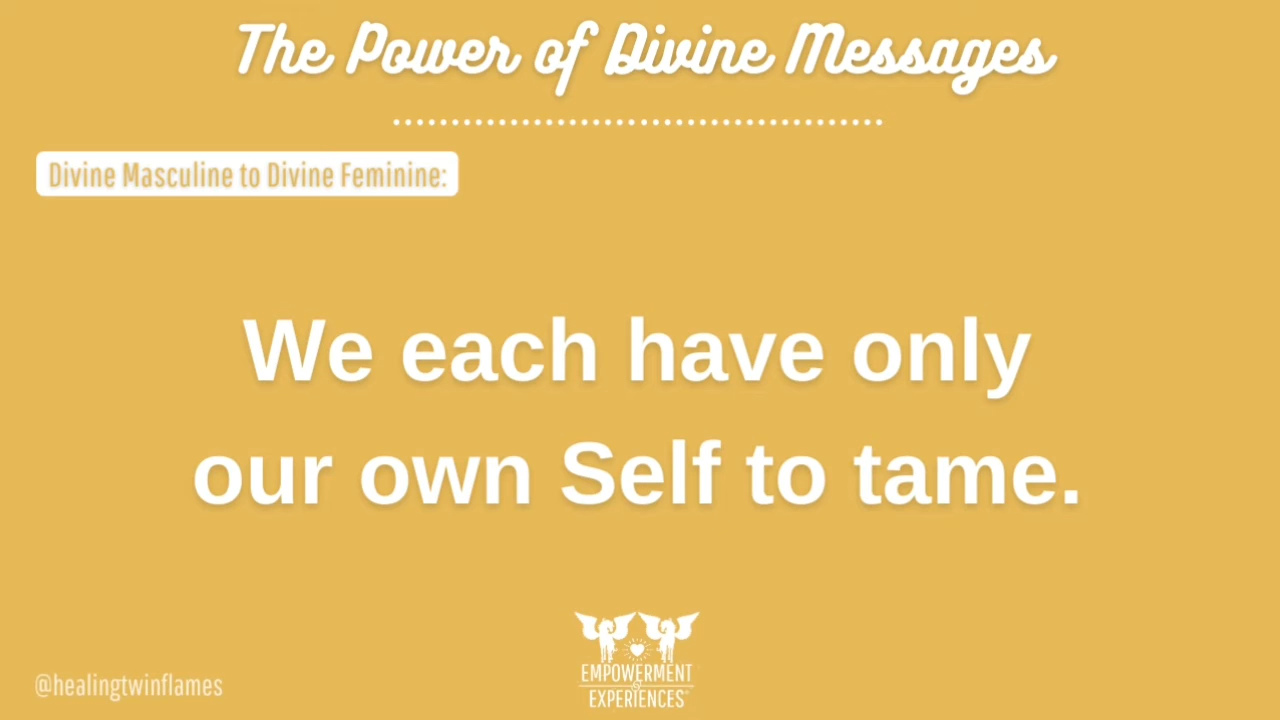 The Power of Divine Messages
Divine Masculine to Divine Feminine:
We each have only
our own Self to tame.
EMPOWERMENT
EXPERIENCES
@healingtwinflames